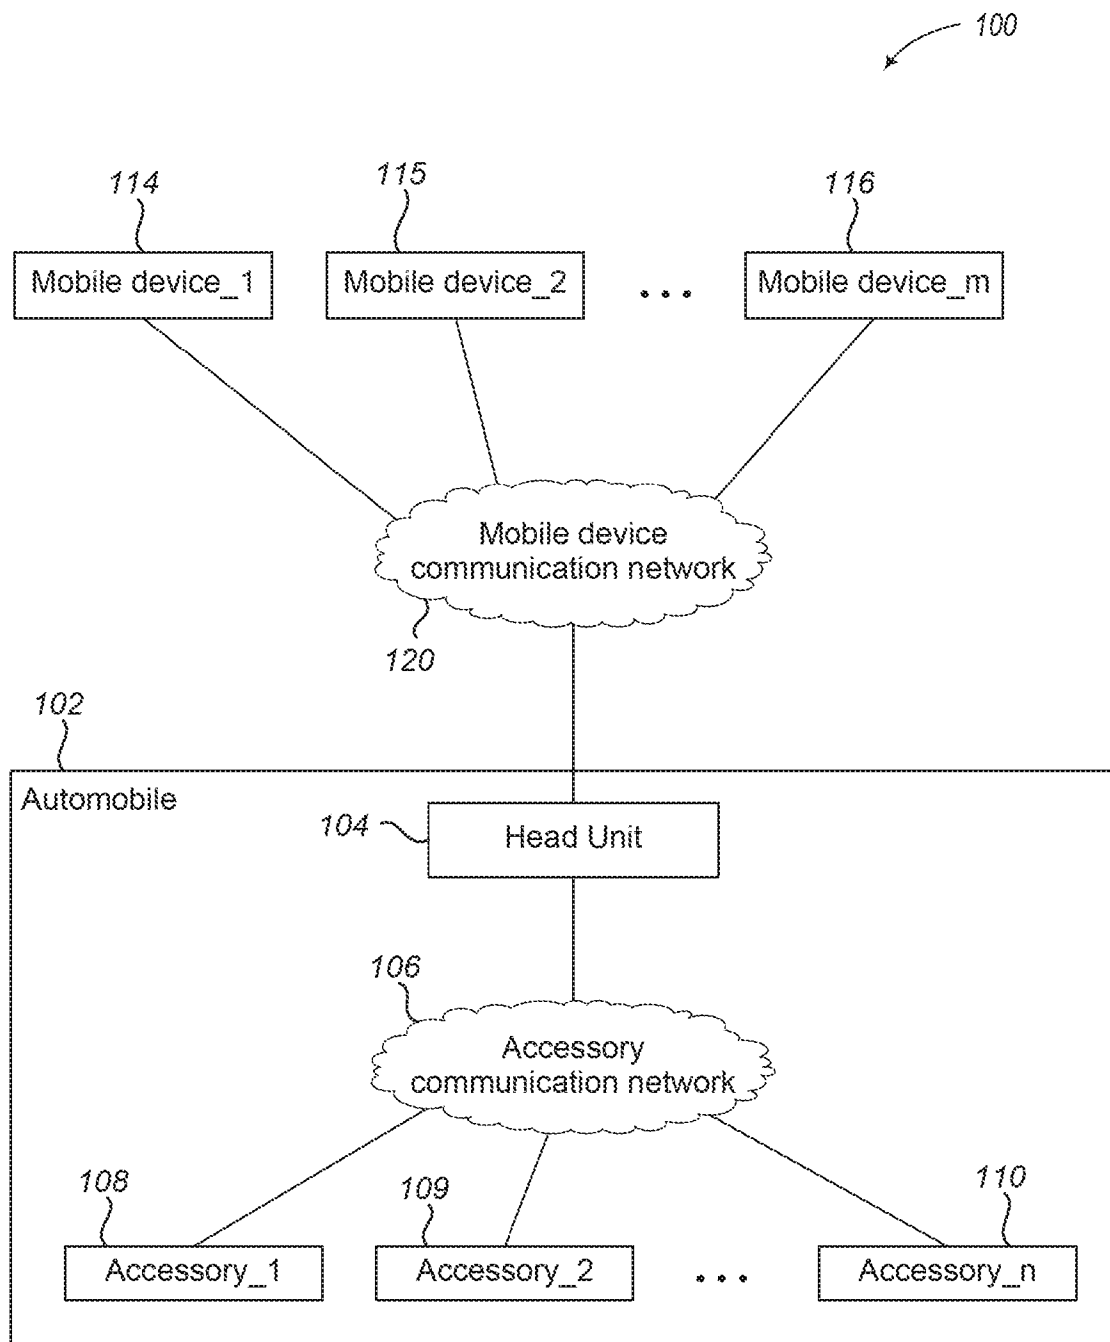 100
114
115
116
Mobile device_1
Mobile device_2
...
Mobile device_m
Mobile device
communication network
120
102
Automobile
104
Head Unit
106
Accessory
communication network
108
109
110
Accessory_1
Accessory_2
...
Accessory_n